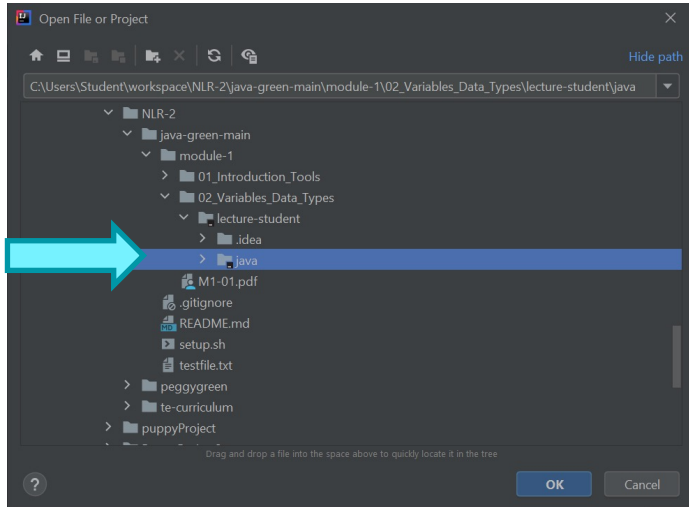 Open File or Project
Hide path
C:\Users\Student\workspace\NLR-2\java-green-main\module-1\02_Variables_Data_Types\lecture-student\java
NLR-2
java-green-main
module-1
01_Introduction_Tools
02_Variables_Data_Types
lecture-student
.idea
java
M1-01.pdf
.gitignore
README.md
setup.sh
testfile.txt
peggygreen
te-curriculum
puppyProject
Drag and drop a file into the space above to quickly locate it in the tree
?
OK
Cancel